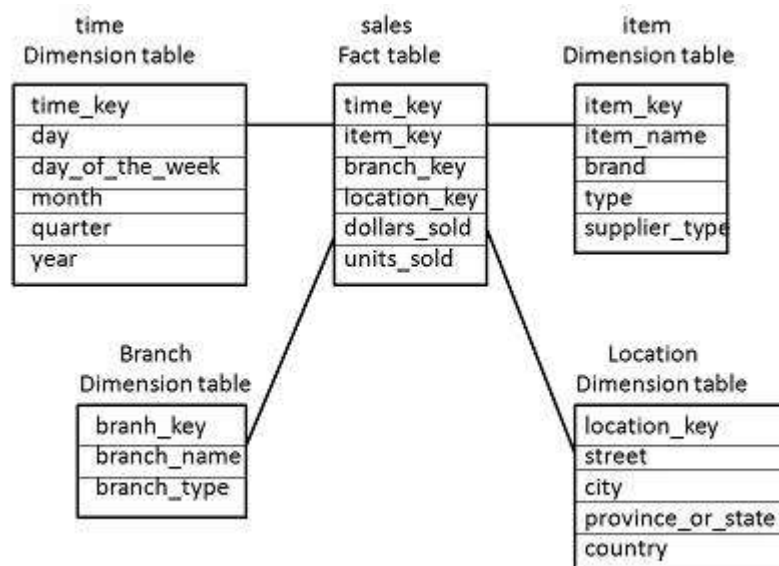 time
Dimension table
time_key
day
day_of_the_week
month
quarter
year
sales
Fact table
time_key
item_key
branch_key
location_key
dollars_sold
units_sold
item
Dimension table
item_key
item_name
brand
type
supplier_type
Branch
Dimension table
branh_key
branch_name
branch_type
Location
Dimension table
location_key
street
city
province_or_state
country